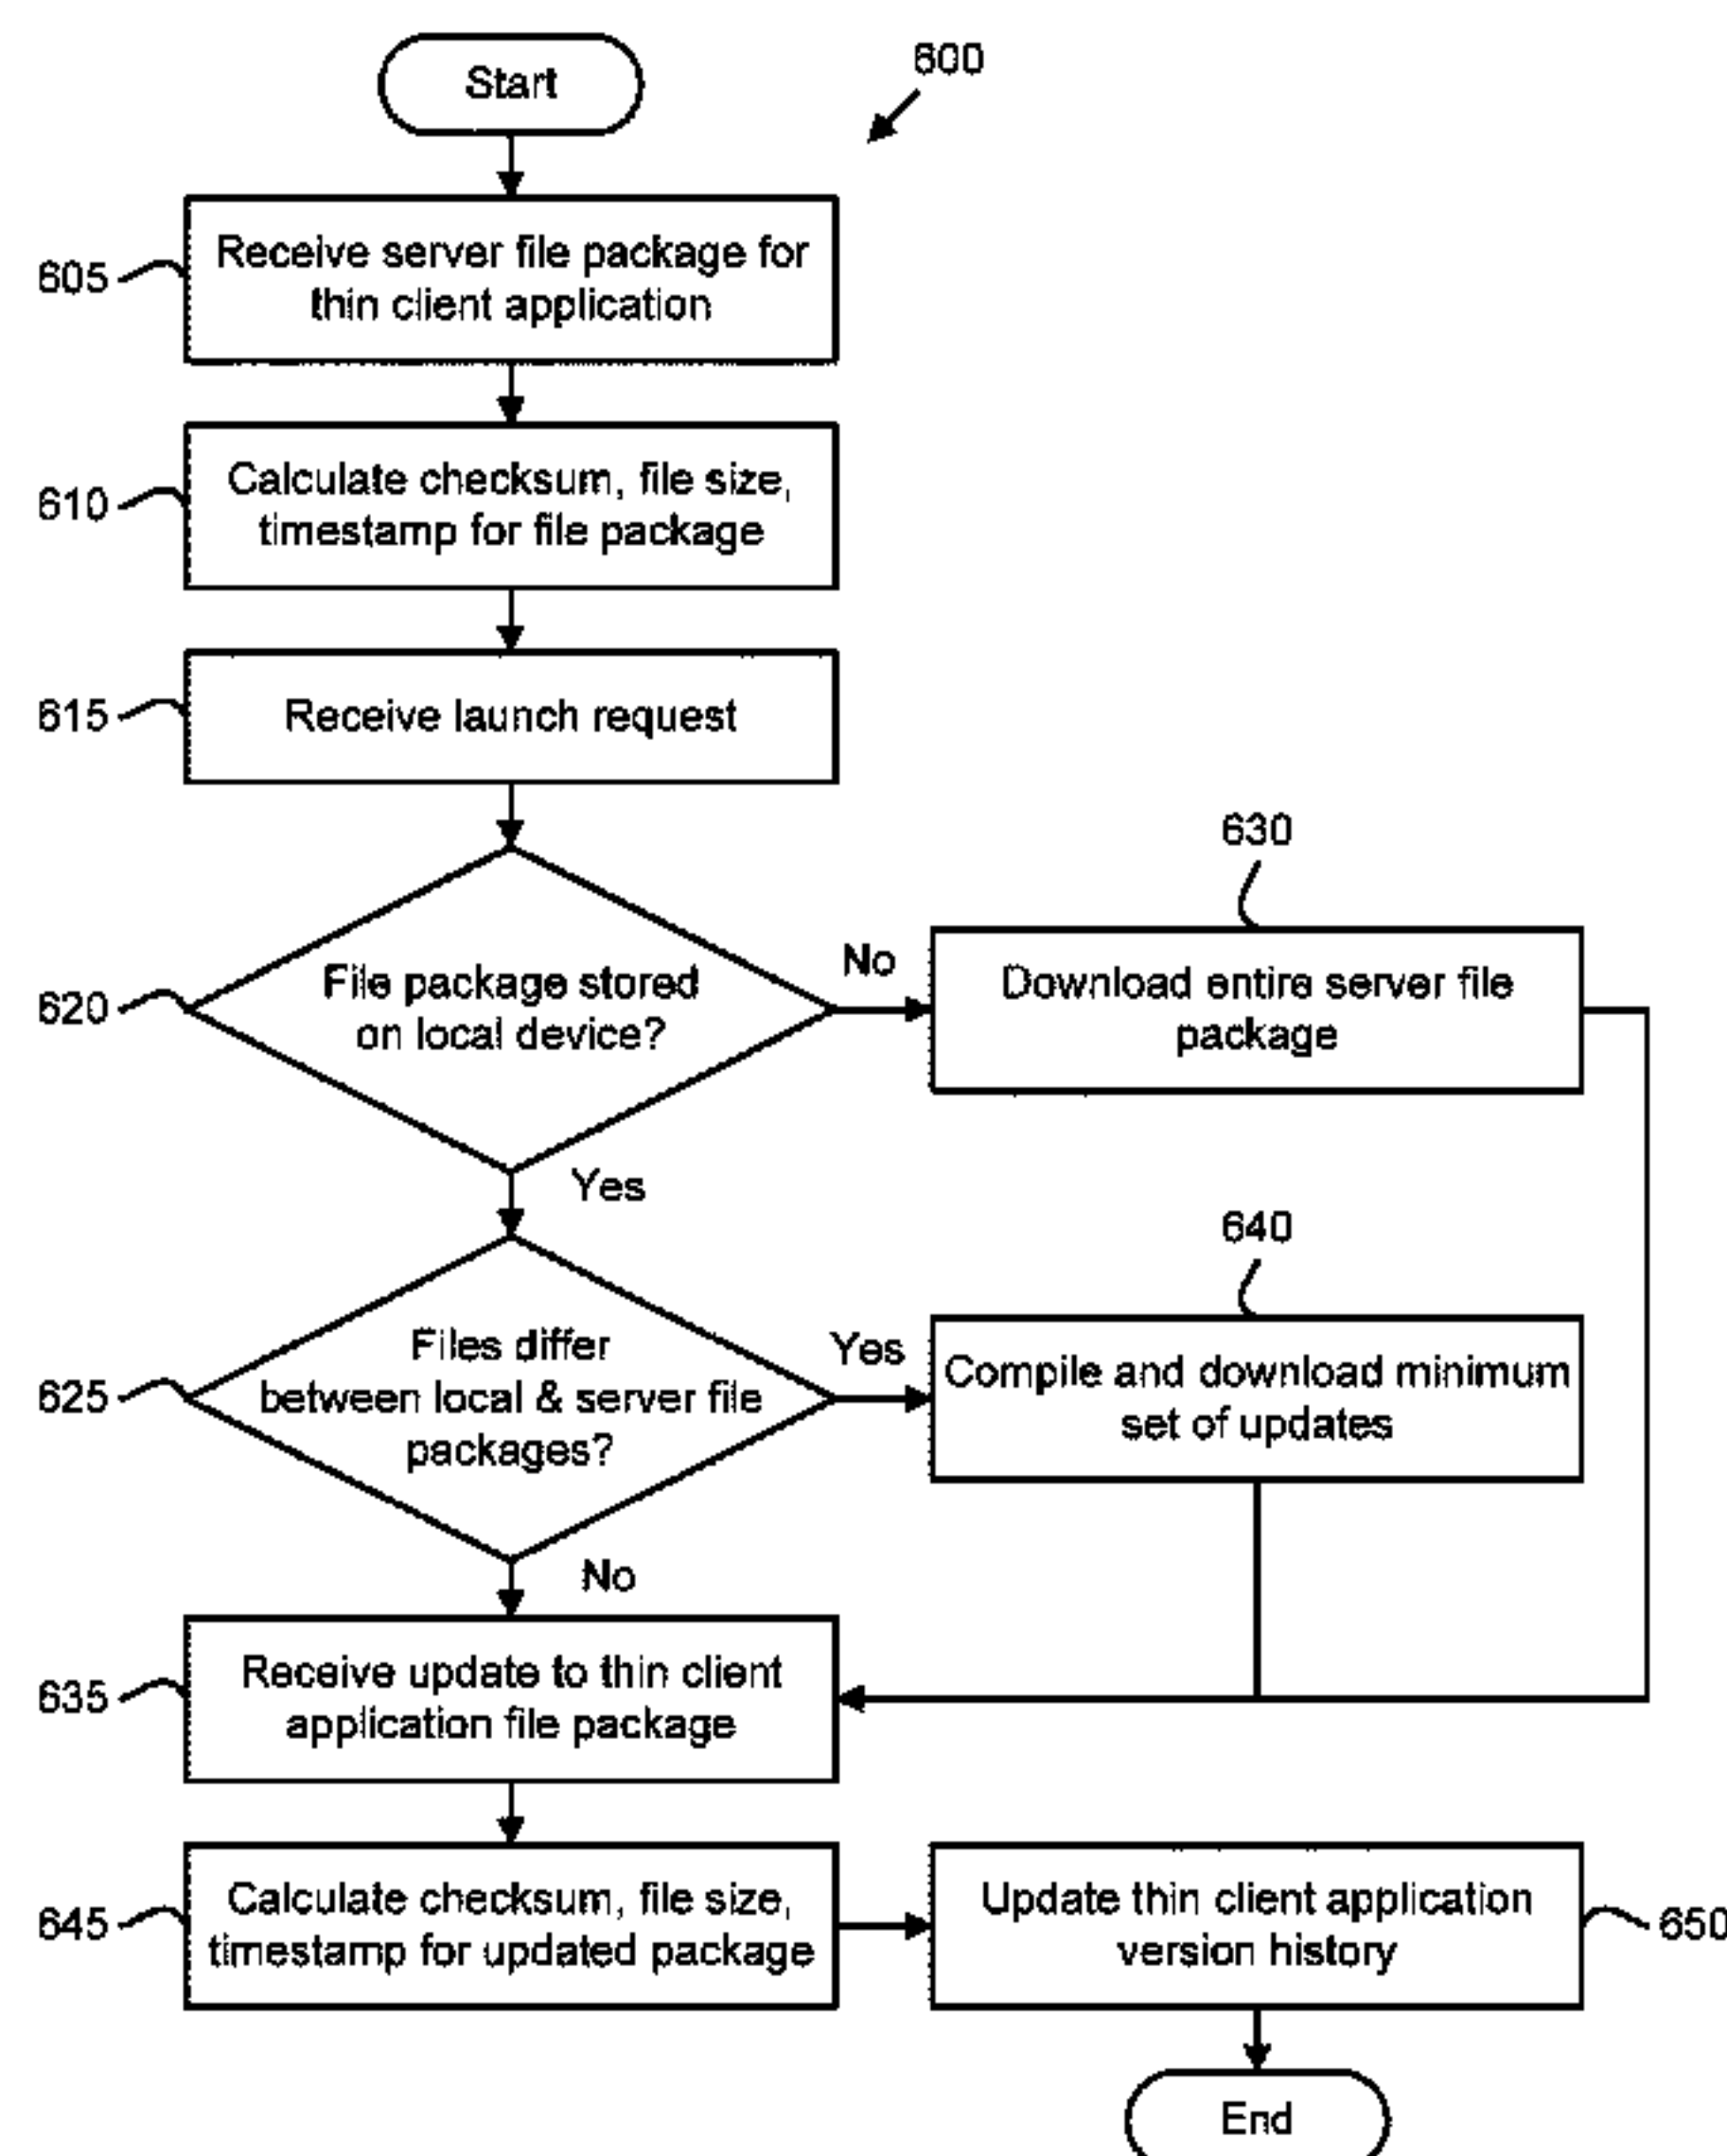 Start
600
605
Receive server file package for
thin client application
610
Calculate checksum, file size,
timestamp for file package
615
Receive launch request
620
File package stored
on local device?
No
630
Download entire server file
package
Yes
625
Files differ
between local & server file
packages?
Yes
640
Compile and download minimum
set of updates
No
635
Receive update to thin client
application file package
645
Calculate checksum, file size,
timestamp for updated package
Update thin client application
version history
650
End